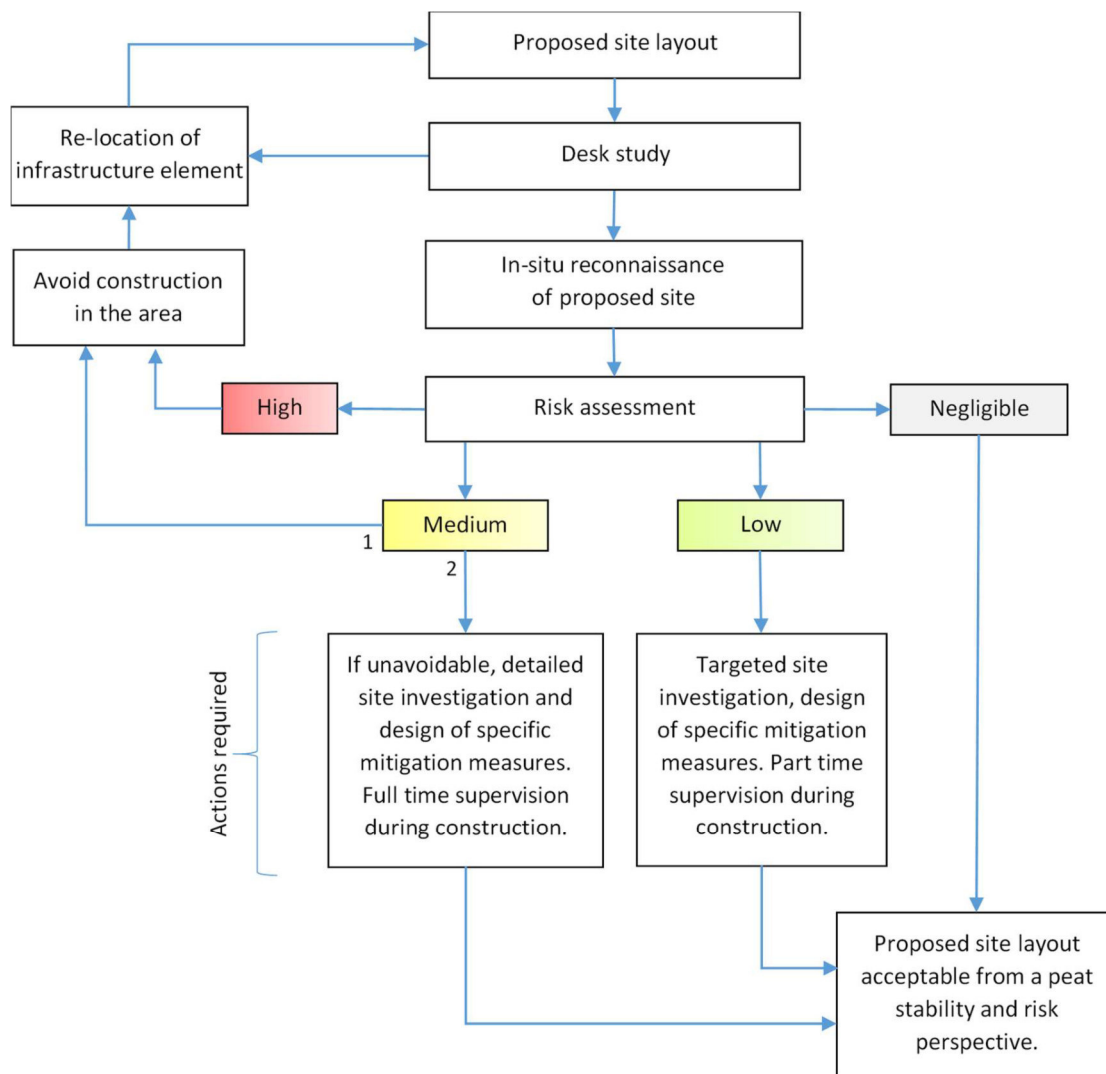 Proposed site layout
Re-location of
infrastructure element
Desk study
Avoid construction
in the area
In-situ reconnaissance
of proposed site
High
Risk assessment
Negligible
Medium
Low
1
2
Actions required
If unavoidable, detailed
site investigation and
design of specific
mitigation measures.
Full time supervision
during construction.
Targeted site
investigation, design
of specific mitigation
measures. Part time
supervision during
construction.
Proposed site layout
acceptable from a peat
stability and risk
perspective.